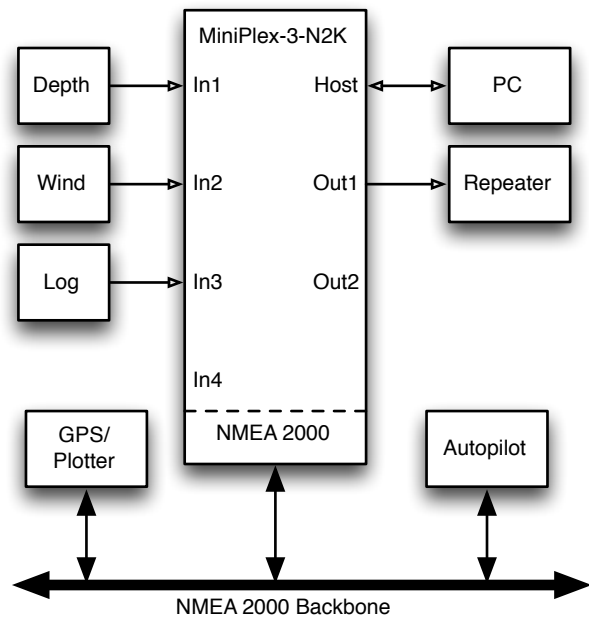 MiniPlex-3-N2K
Depth
In1
Host
PC
Wind
In2
Out1
Repeater
Log
In3
Out2
In4
GPS/
Plotter
NMEA 2000
Autopilot
NMEA 2000 Backbone